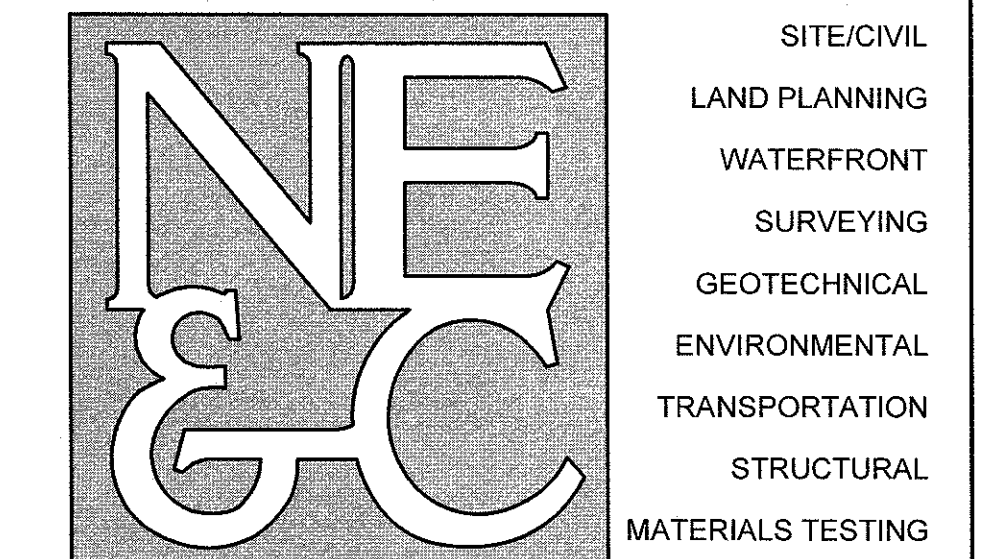 NE
&C
SITE/CIVIL
LAND PLANNING
WATERFRONT
SURVEYING
GEOTECHNICAL
ENVIRONMENTAL
TRANSPORTATION
STRUCTURAL
MATERIALS TESTING